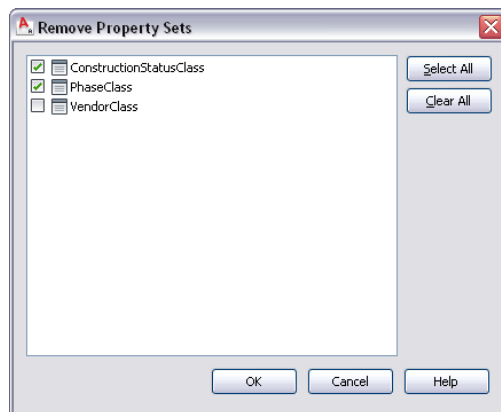 Remove Property Sets
ConstructionStatusClass
PhaseClass
VendorClass
Select All
Clear All
OK
Cancel
Help